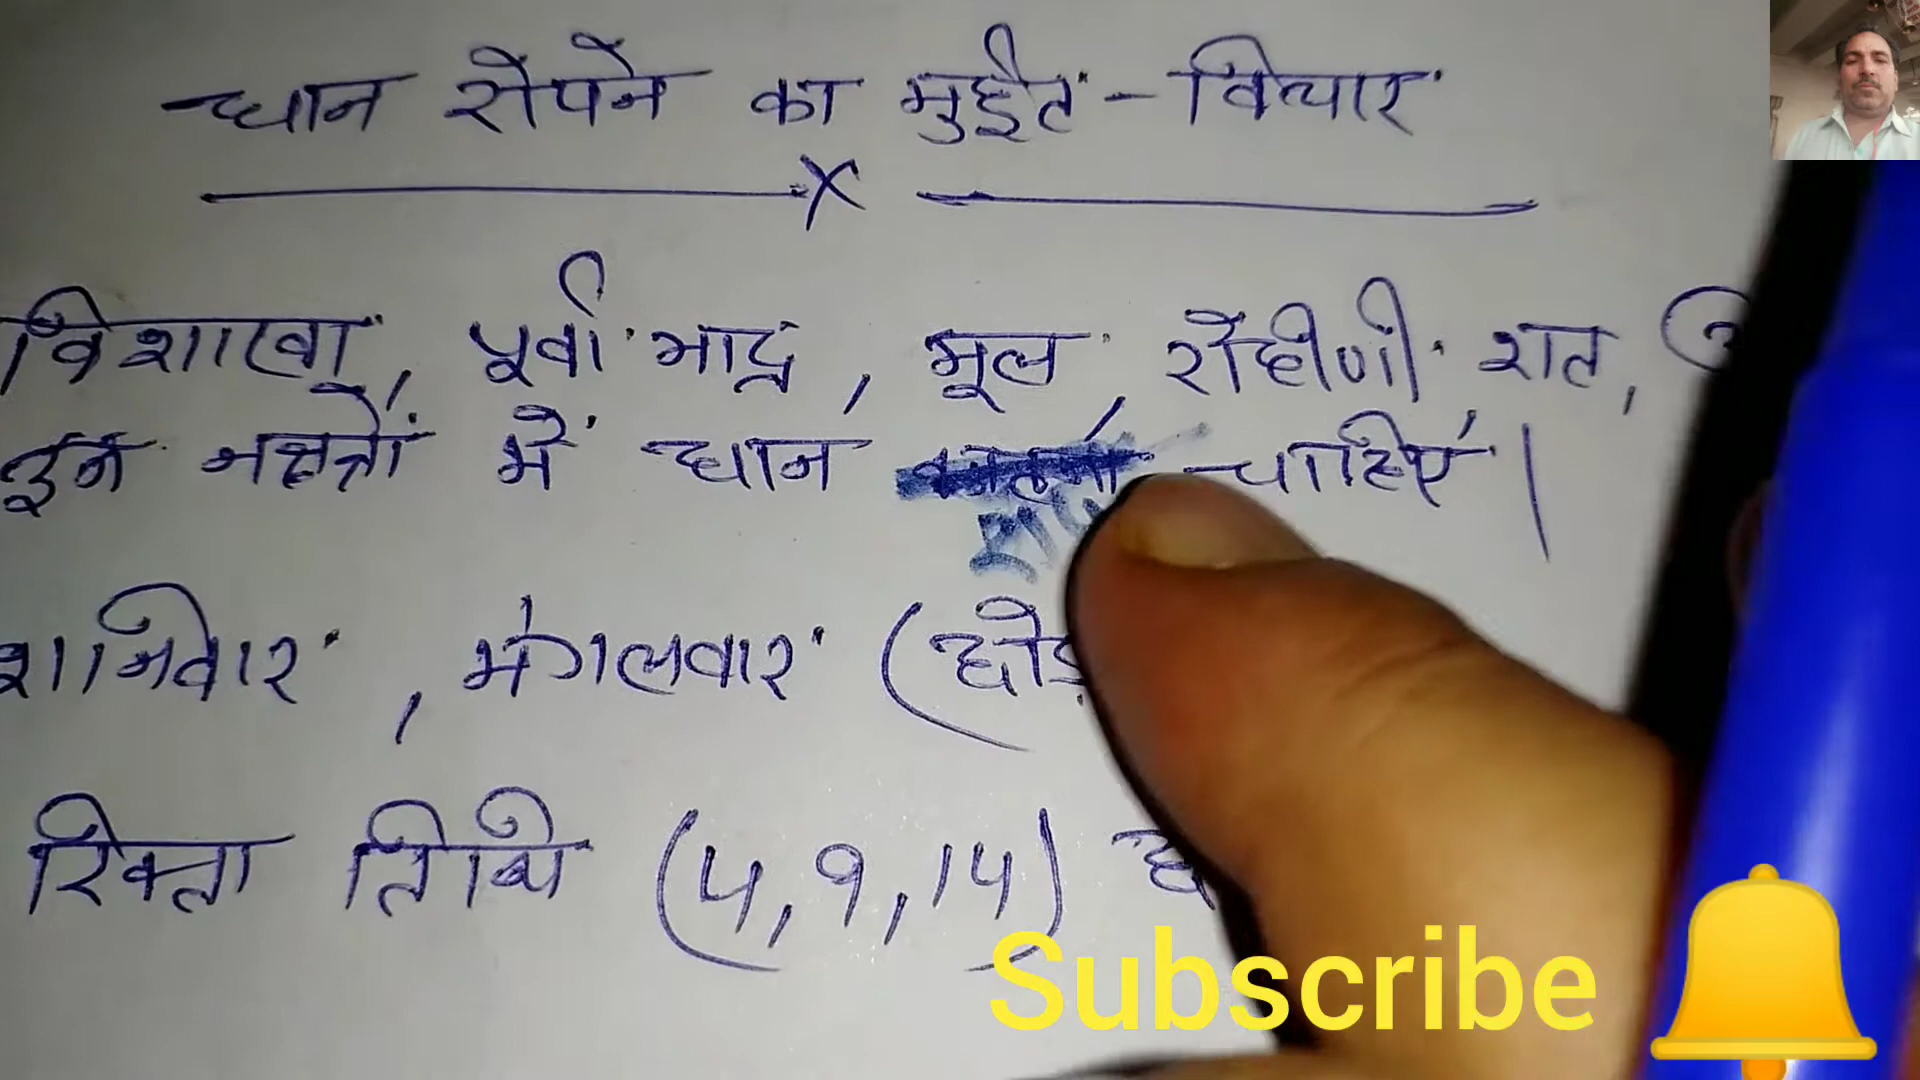 धान रोपने का मुहूर्त - विचार
विशाखा, पूर्वा भाद्र, मूल, रोहीणी शत,
इन नक्षत्रों में धान चाहिए।
शनिवार, मंगलवार (छोड़
रिक्ता तिथि (4,9,14)
Subscribe